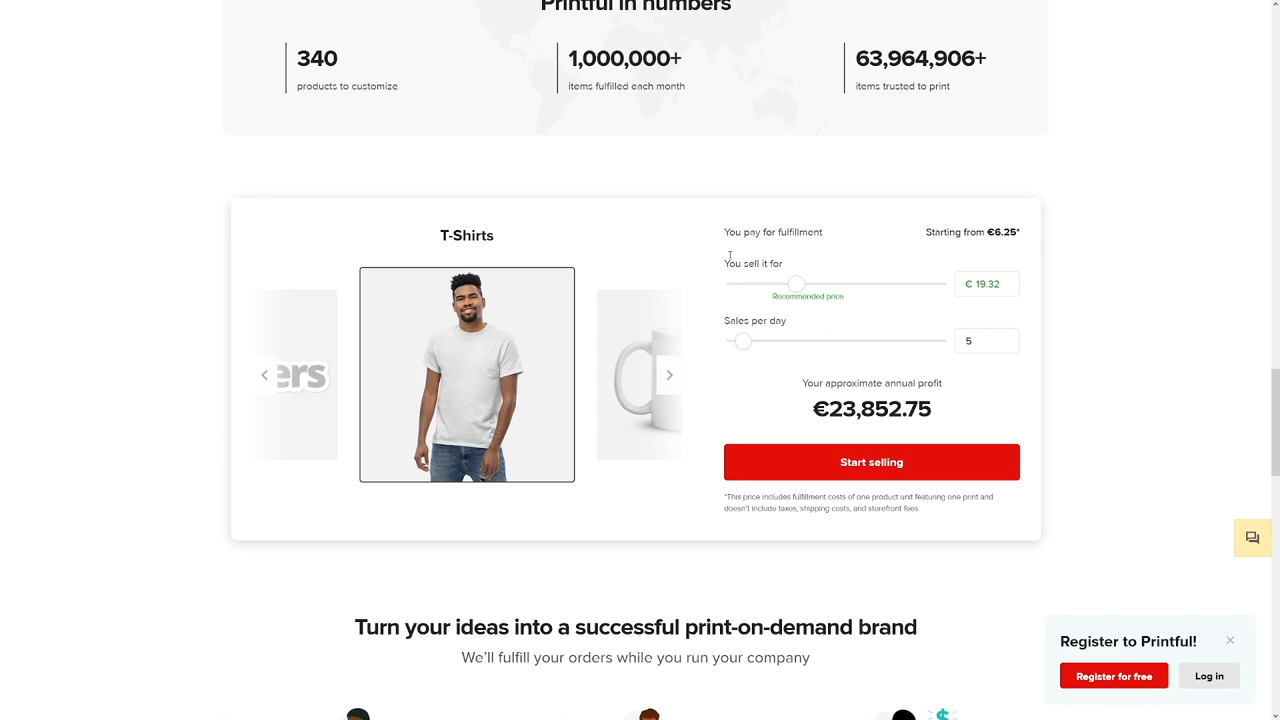 Printful in numbers
340
products to customize
1,000,000+
items fulfilled each month
63,964,906+
items trusted to print
T-Shirts
ers
You pay for fulfillment
Starting from €6.25*
You sell it for
€ 19.32
Recommended price
Sales per day
5
Your approximate annual profit
€23,852.75
Start selling
*This price includes fulfillment costs of one product unit featuring one print and
doesn't include taxes, shipping costs, and storefront fees
Turn your ideas into a successful print-on-demand brand
We'll fulfill your orders while you run your company
Register to Printful!
Register for free
Log in